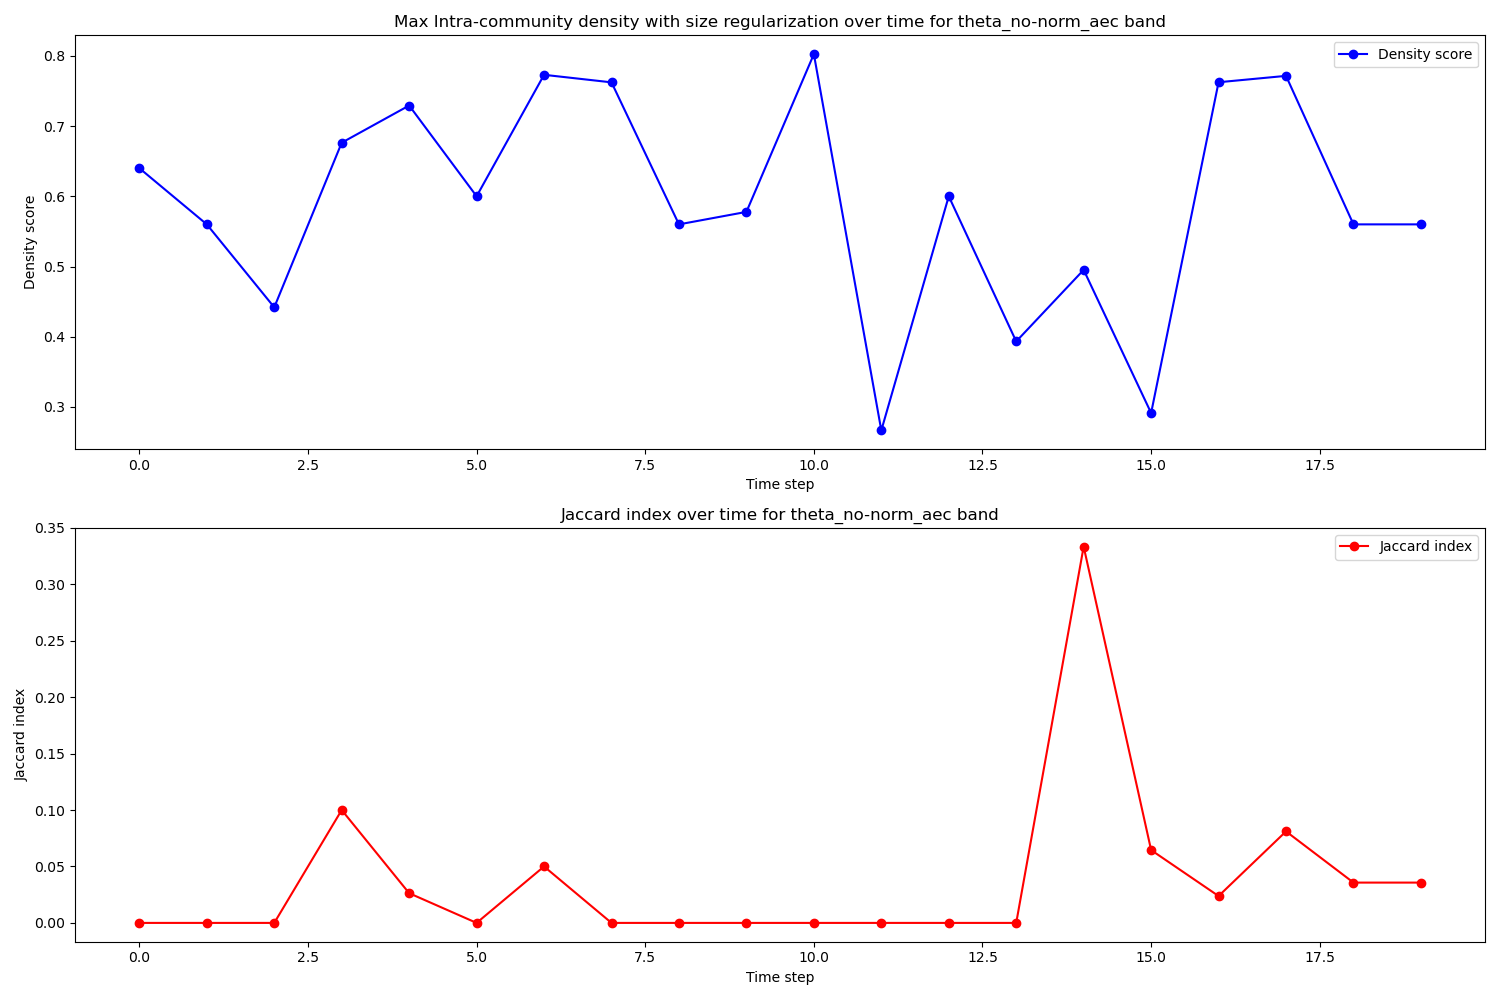 Max Intra-community density with size regularization over time for theta_no-norm_aec band
Density score
0.8
0.7
0.6
0.5
0.4
0.3
Density score
0.0 2.5 5.0 7.5 10.0 12.5 15.0 17.5
Time step
Jaccard index over time for theta_no-norm_aec band
Jaccard index
0.35
0.30
0.25
0.20
0.15
0.10
0.05
0.00
Jaccard index
0.0 2.5 5.0 7.5 10.0 12.5 15.0 17.5
Time step